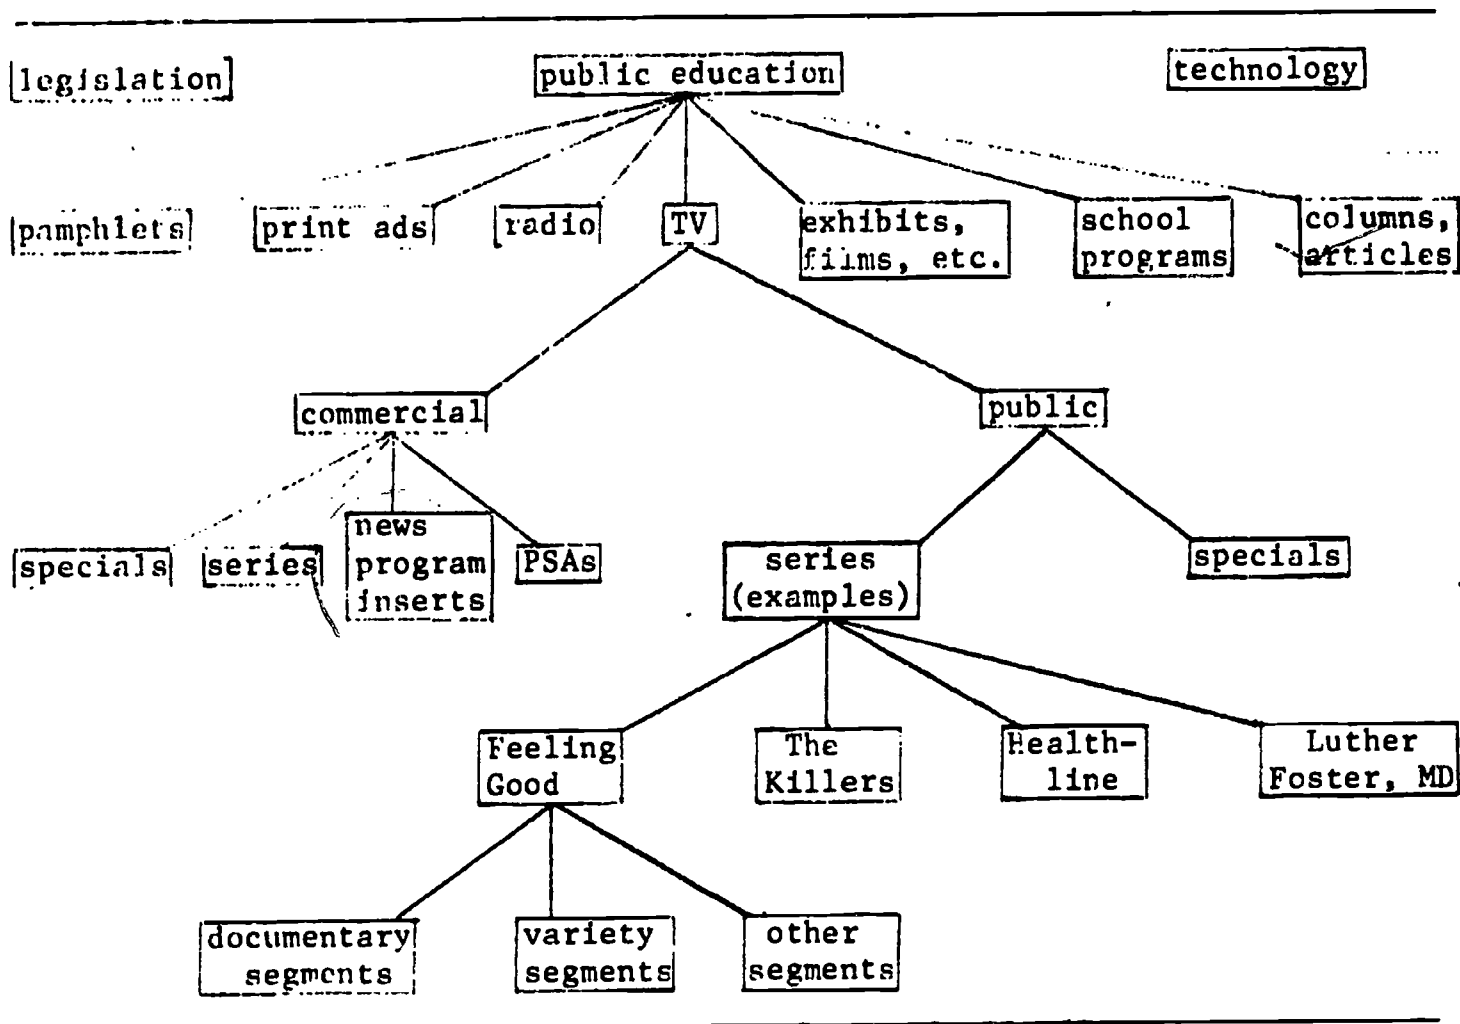 legislation
public education
technology
pamphlets
print ads
radio
TV
exhibits,
films, etc.
school
programs
columns,
articles
commercial
public
specials
series
news
program
inserts
PSAs
series
(examples)
specials
Feeling
Good
The
Killers
Health-
line
Luther
Foster, MD
documentary
segments
variety
segments
other
segments